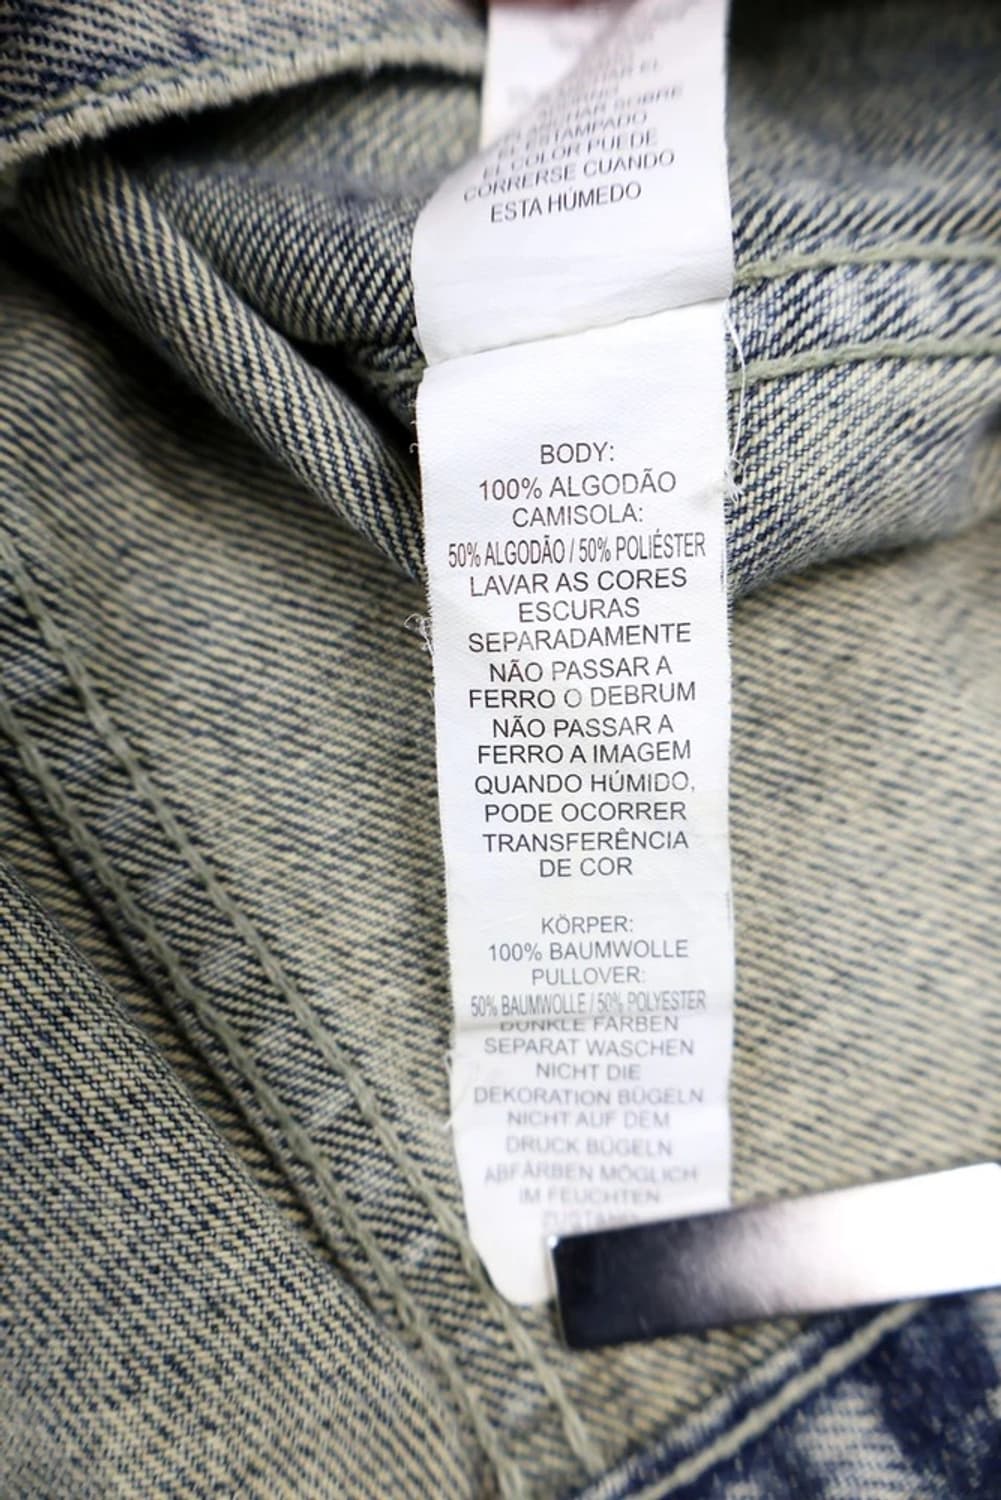 SOBRE
EL ESTAMPADO
EL COLOR PUEDE
CORRERSE CUANDO
ESTA HÚMEDO
BODY:
100% ALGODÃO
CAMISOLA:
50% ALGODÃO / 50% POLIÉSTER
LAVAR AS CORES
ESCURAS
SEPARADAMENTE
NÃO PASSAR A
FERRO O DEBRUM
NÃO PASSAR A
FERRO A IMAGEM
QUANDO HÚMIDO,
PODE OCORRER
TRANSFERÊNCIA
DE COR
KÖRPER:
100% BAUMWOLLE
PULLOVER:
50% BAUMWOLLE / 50% POLYESTER
DUNKLE FARBEN
SEPARAT WASCHEN
NICHT DIE
DEKORATION BÜGELN
NICHT AUF DEM
DRUCK BÜGELN
ABFÄRBEN MÖGLICH
IM FEUCHTEN